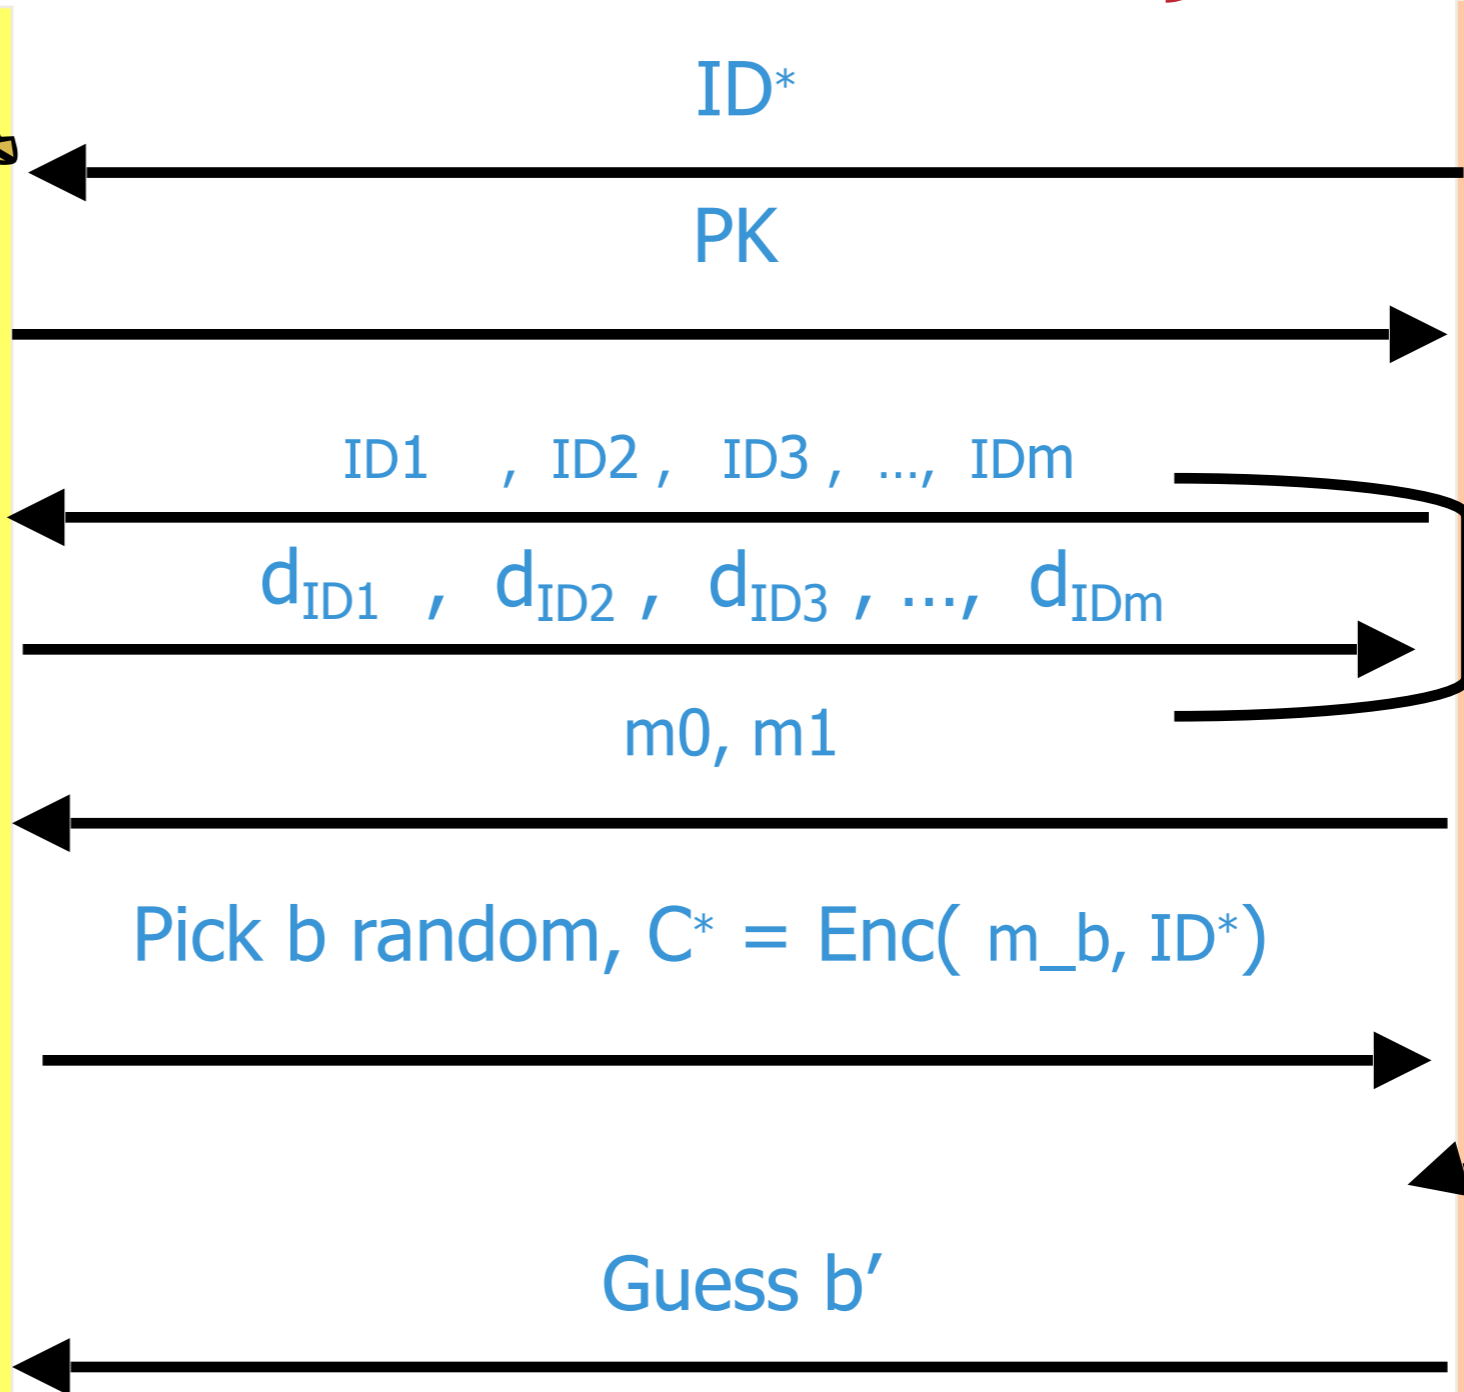 ID*
PK
ID1 , ID2 , ID3 , ..., IDm
dID1 , dID2 , dID3 , ..., dIDm
m0, m1
Pick b random, C* = Enc( m_b, ID*)
Guess b′